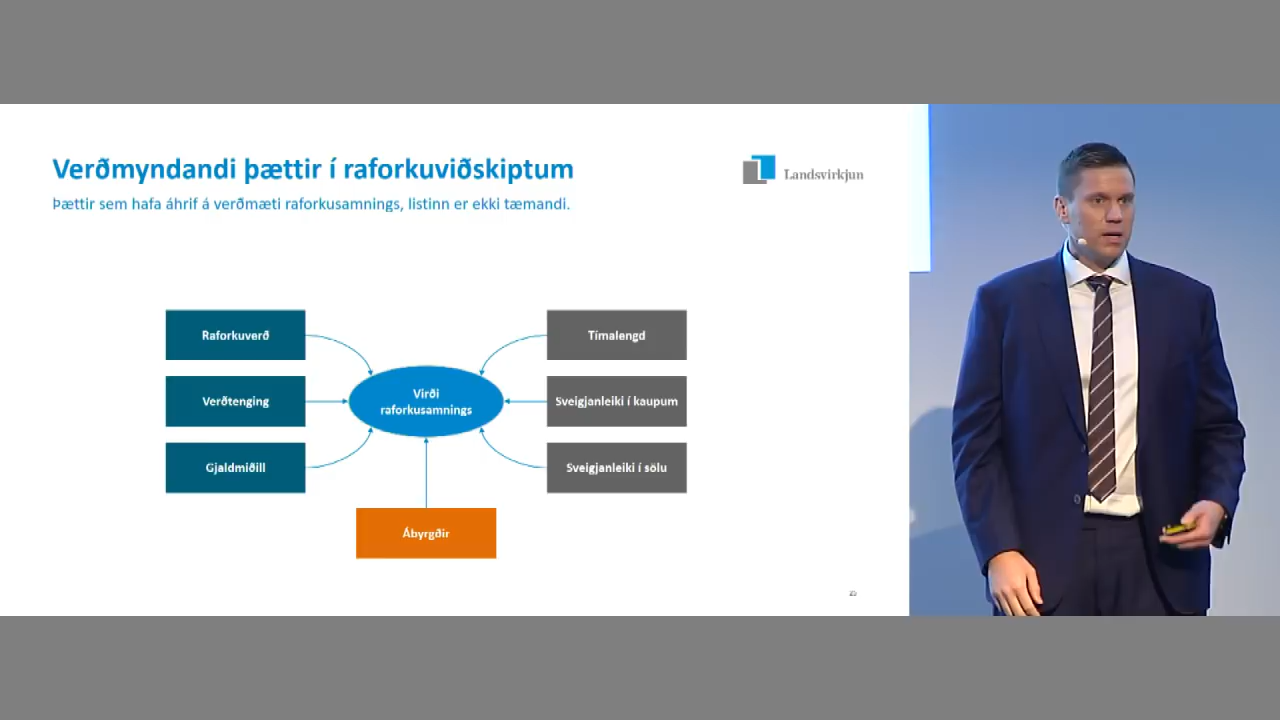 Verðmyndandi þættir í raforkuviðskiptum
Þættir sem hafa áhrif á verðmæti raforkusamnings, listinn er ekki tæmandi.
Landsvirkjun
Raforkuverð
Verðtenging
Gjaldmiðill
Virði
raforkusamnings
Tímalengd
Sveigjanleiki í kaupum
Sveigjanleiki í sölu
Ábyrgðir